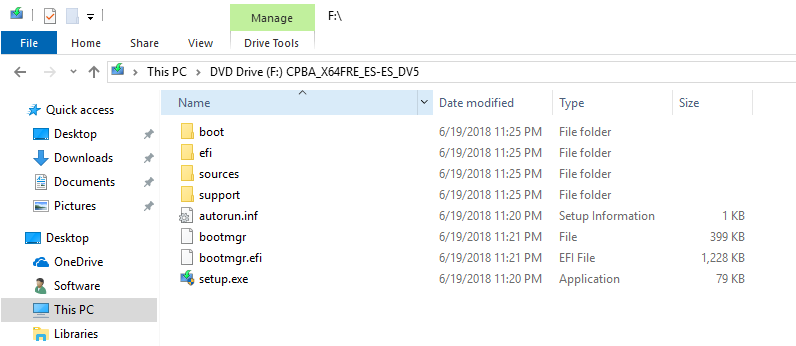 Manage F:\
File Home Share View Drive Tools
This PC > DVD Drive (F:) CPBA_X64FRE_ES-ES_DV5
Name Date modified Type Size
Quick access
Desktop
Downloads
Documents
Pictures
Desktop
OneDrive
Software
This PC
Libraries
boot 6/19/2018 11:25 PM File folder
efi 6/19/2018 11:25 PM File folder
sources 6/19/2018 11:25 PM File folder
support 6/19/2018 11:25 PM File folder
autorun.inf 6/19/2018 11:20 PM Setup Information 1 KB
bootmgr 6/19/2018 11:21 PM File 399 KB
bootmgr.efi 6/19/2018 11:21 PM EFI File 1,228 KB
setup.exe 6/19/2018 11:20 PM Application 79 KB